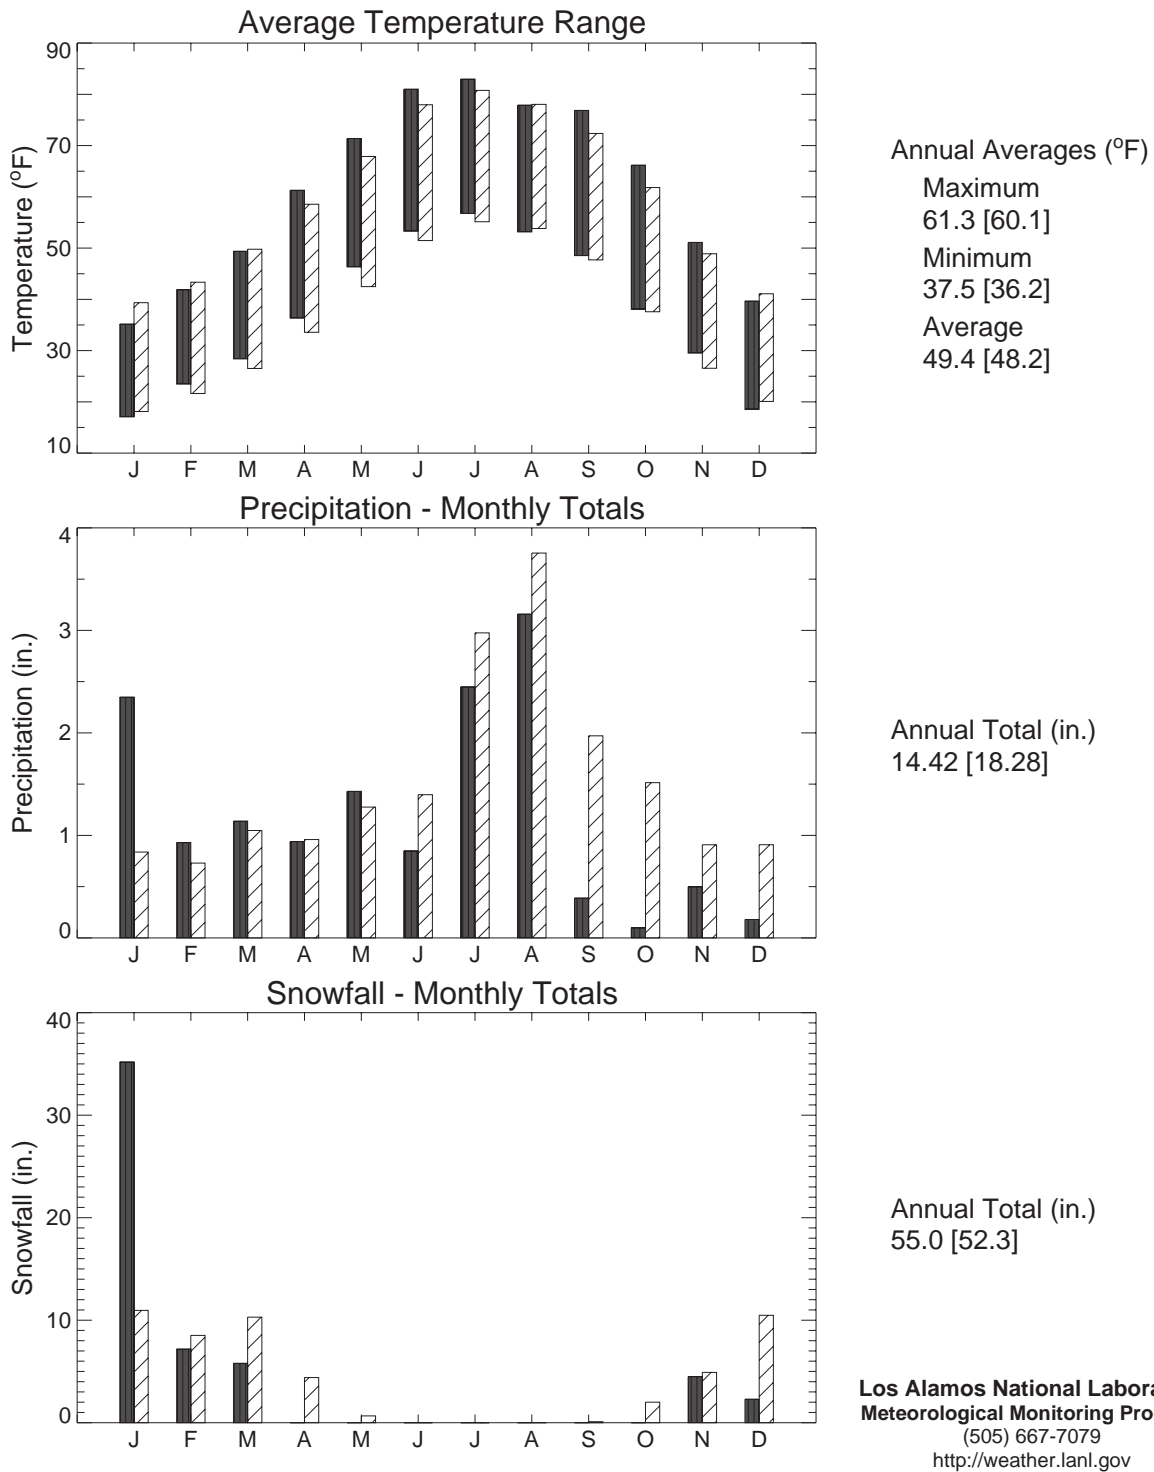 Average Temperature Range
90
70
50
30
10
Temperature (°F)
J F M A M J J A S O N D
Annual Averages (°F)
Maximum
61.3 [60.1]
Minimum
37.5 [36.2]
Average
49.4 [48.2]
Precipitation - Monthly Totals
4
3
2
1
0
Precipitation (in.)
J F M A M J J A S O N D
Annual Total (in.)
14.42 [18.28]
Snowfall - Monthly Totals
40
30
20
10
0
Snowfall (in.)
J F M A M J J A S O N D
Annual Total (in.)
55.0 [52.3]
Los Alamos National Labora
Meteorological Monitoring Pro
(505) 667-7079
http://weather.lanl.gov